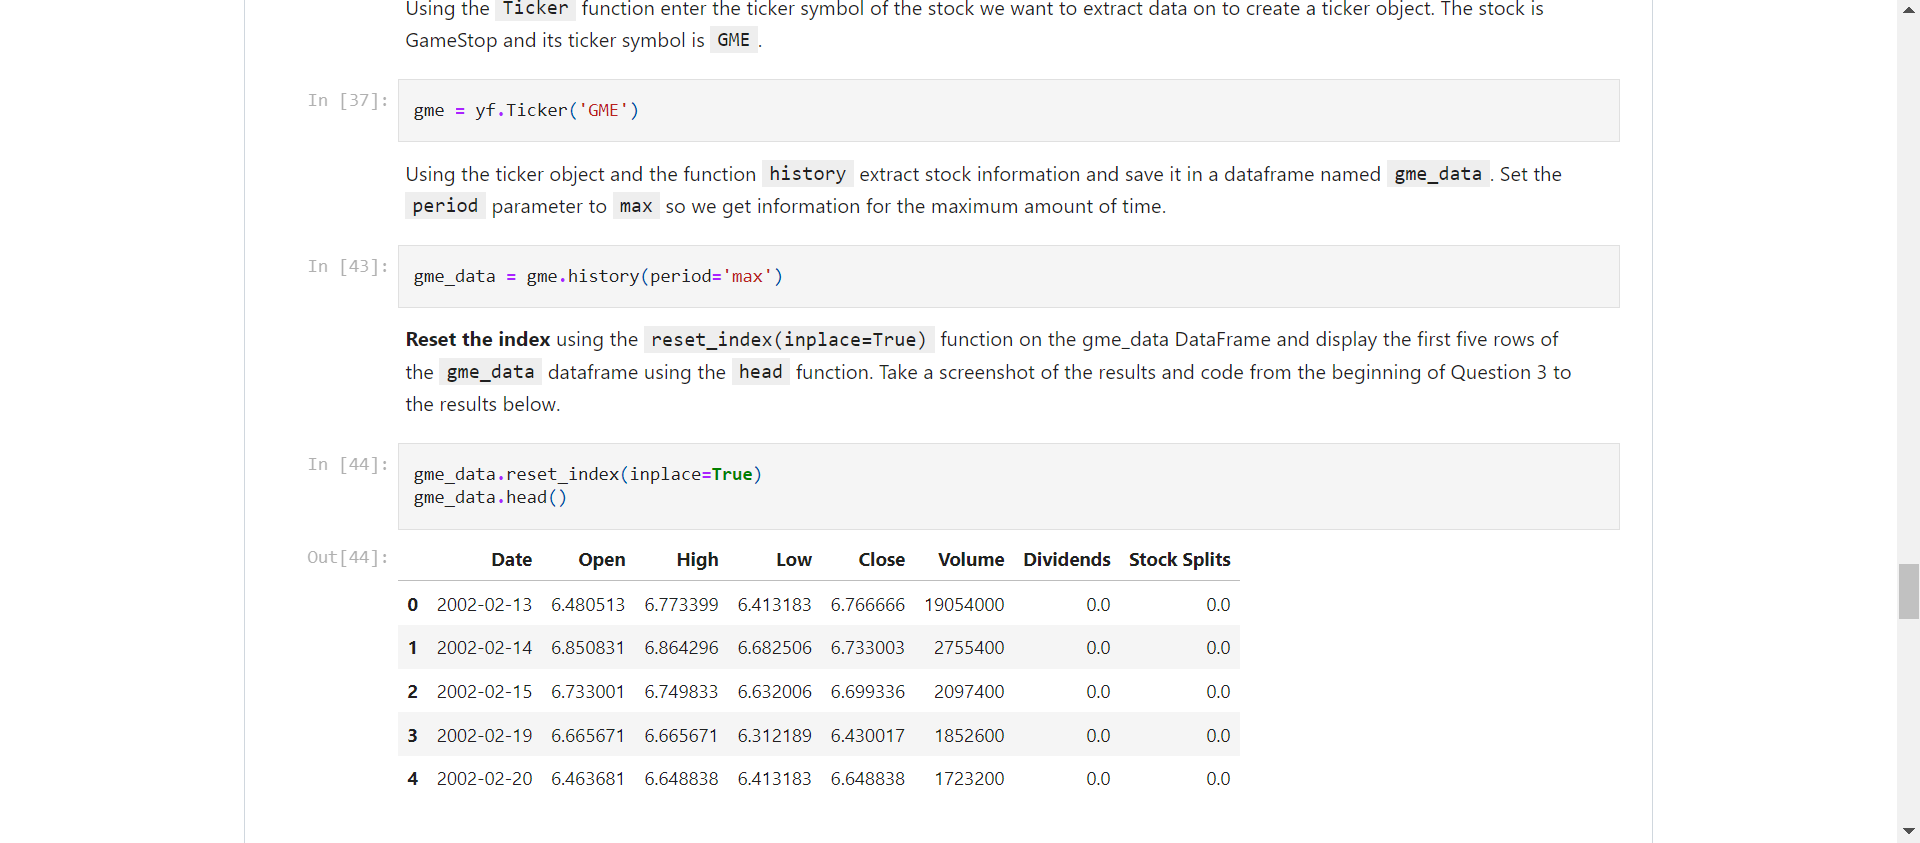 Using the Ticker function enter the ticker symbol of the stock we want to extract data on to create a ticker object. The stock is
GameStop and its ticker symbol is GME .
In [37]:
gme = yf.Ticker('GME')
Using the ticker object and the function history extract stock information and save it in a dataframe named gme_data . Set the
period parameter to max so we get information for the maximum amount of time.
In [43]:
gme_data = gme.history(period='max')
Reset the index using the reset_index(inplace=True) function on the gme_data DataFrame and display the first five rows of
the gme_data dataframe using the head function. Take a screenshot of the results and code from the beginning of Question 3 to
the results below.
In [44]:
gme_data.reset_index(inplace=True)
gme_data.head()
Out[44]:
Date Open High Low Close Volume Dividends Stock Splits
0 2002-02-13 6.480513 6.773399 6.413183 6.766666 19054000 0.0 0.0
1 2002-02-14 6.850831 6.864296 6.682506 6.733003 2755400 0.0 0.0
2 2002-02-15 6.733001 6.749833 6.632006 6.699336 2097400 0.0 0.0
3 2002-02-19 6.665671 6.665671 6.312189 6.430017 1852600 0.0 0.0
4 2002-02-20 6.463681 6.648838 6.413183 6.648838 1723200 0.0 0.0